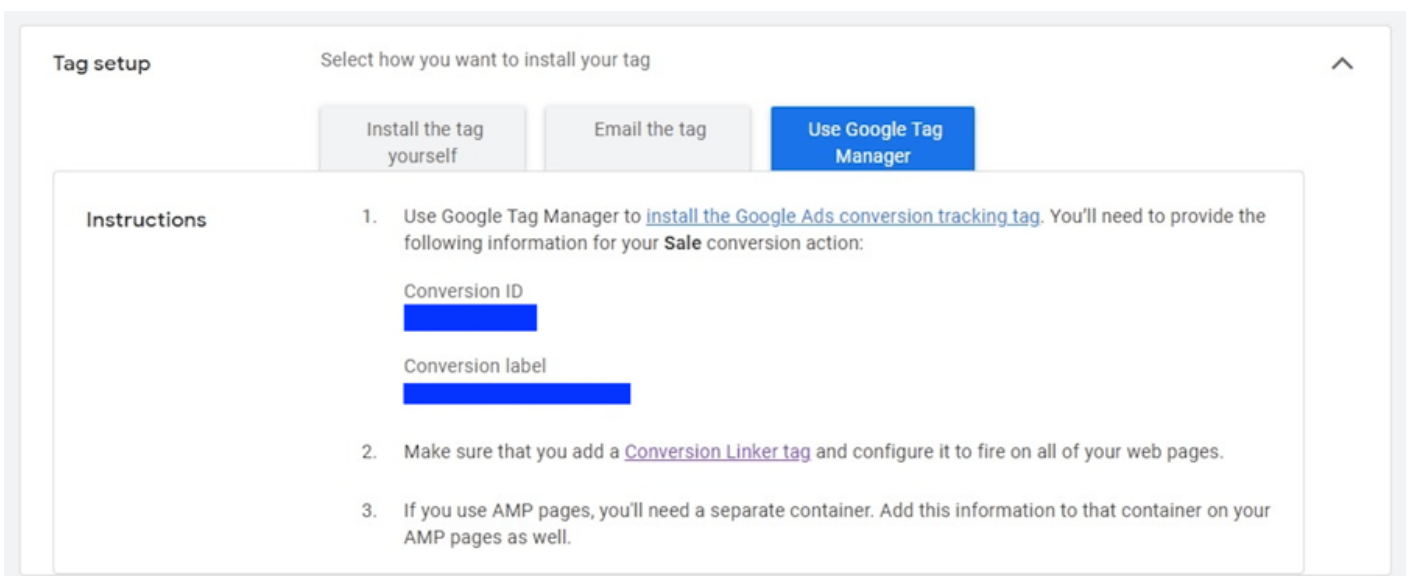 Tag setup
Select how you want to install your tag
Install the tag
yourself
Email the tag
Use Google Tag
Manager
Instructions
1. Use Google Tag Manager to install the Google Ads conversion tracking tag. You'll need to provide the
following information for your Sale conversion action:
Conversion ID
Conversion label
2. Make sure that you add a Conversion Linker tag and configure it to fire on all of your web pages.
3. If you use AMP pages, you'll need a separate container. Add this information to that container on your
AMP pages as well.